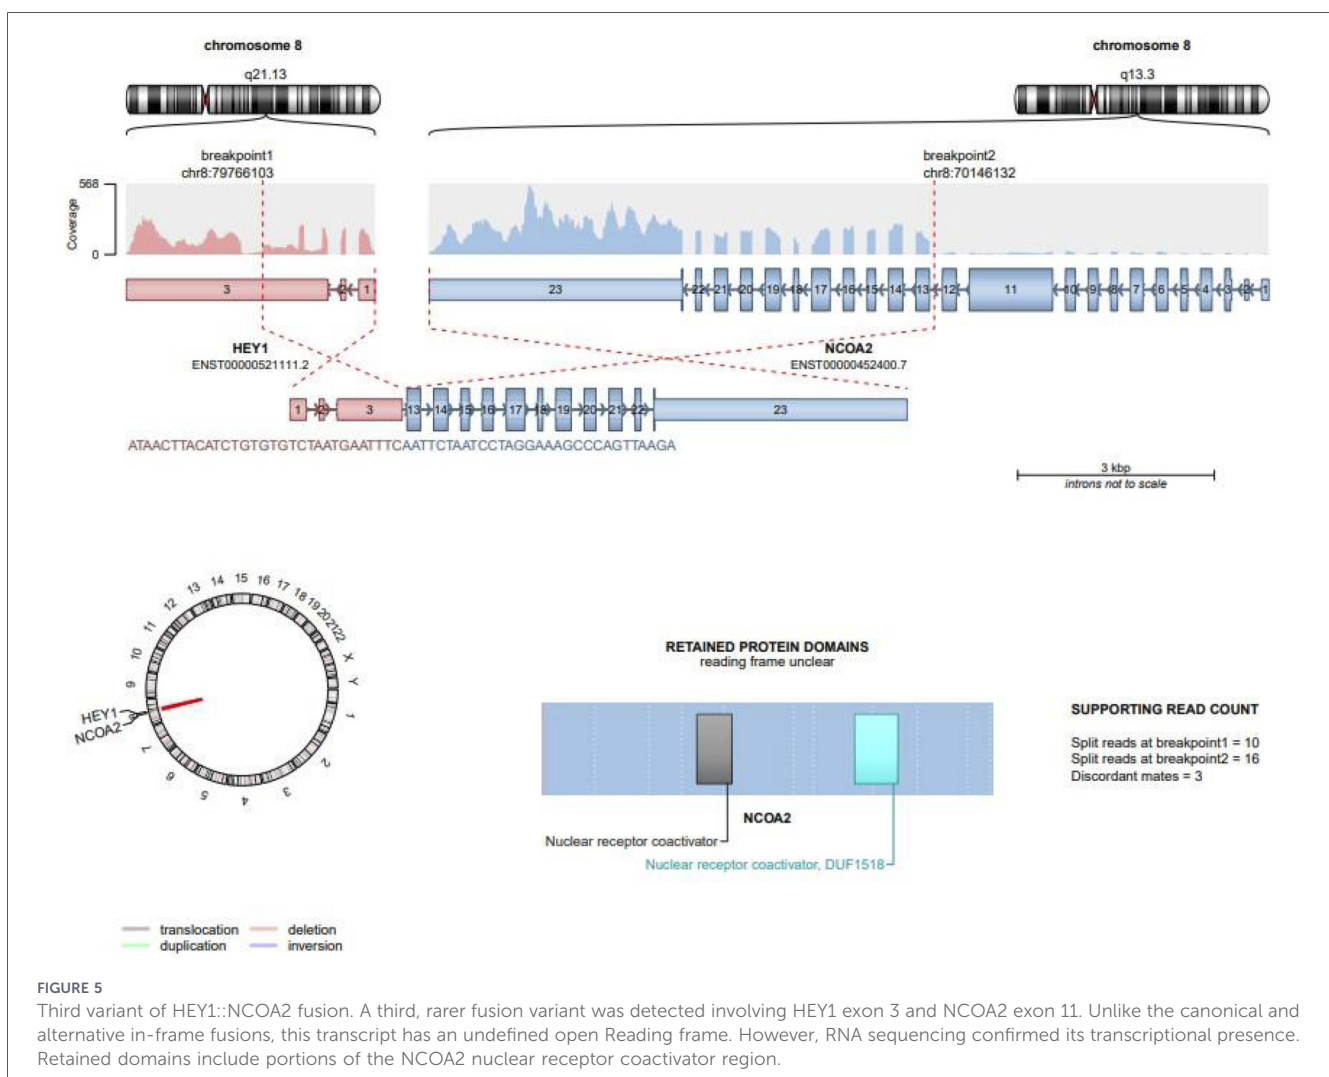 chromosome 8
chromosome 8
q21.13
q13.3
breakpoint1
chr8:79766103
breakpoint2
chr8:70146132
568
Coverage
0
3 2 1
23 22 21 20 19 18 17 16 15 14 13 12 11 10 9 8 7 6 5 4 3 2 1
HEY1
ENST00000521111.2
NCOA2
ENST00000452400.7
1 2 3 13 14 15 16 17 18 19 20 21 22 23
ATAACTTACATCTGTGTGTCTAATGAATTTCAATTCTAATCCTAGGAAAGCCCAGTTAAGA
3 kbp
introns not to scale
1 2 3 4 5 6 7 8 9 10 11 12 13 14 15 16 17 18 19 20 21 22 X Y
HEY1
NCOA2
RETAINED PROTEIN DOMAINS
reading frame unclear
NCOA2
Nuclear receptor coactivator
Nuclear receptor coactivator, DUF1518
SUPPORTING READ COUNT
Split reads at breakpoint1 = 10
Split reads at breakpoint2 = 16
Discordant mates = 3
translocation
deletion
duplication
inversion
FIGURE 5
Third variant of HEY1::NCOA2 fusion. A third, rarer fusion variant was detected involving HEY1 exon 3 and NCOA2 exon 11. Unlike the canonical and
alternative in-frame fusions, this transcript has an undefined open Reading frame. However, RNA sequencing confirmed its transcriptional presence.
Retained domains include portions of the NCOA2 nuclear receptor coactivator region.